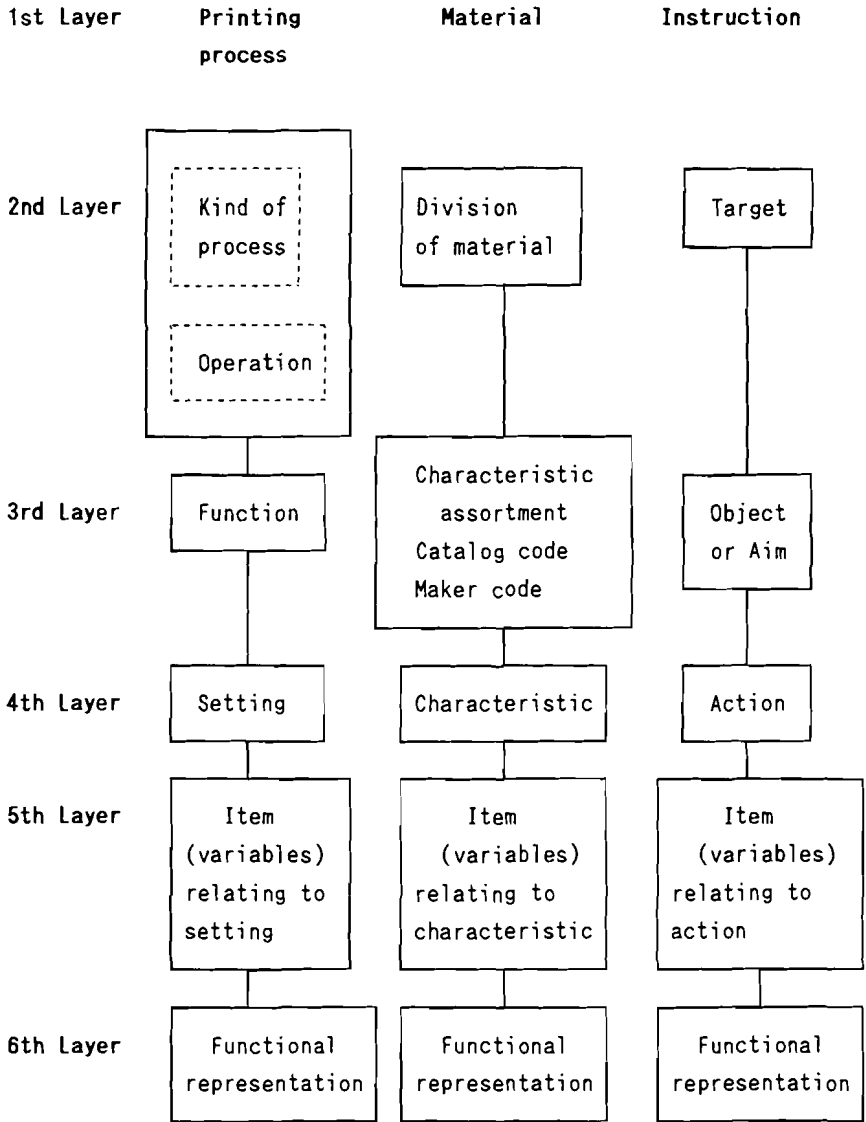 1st Layer Printing Material Instruction
process
2nd Layer Kind of Division Target
process of material
Operation
Characteristic
3rd Layer Function assortment Object
Catalog code or Aim
Maker code
4th Layer Setting Characteristic Action
5th Layer Item Item Item
(variables) (variables) (variables)
relating to relating to relating to
setting characteristic action
6th Layer Functional Functional Functional
representation representation representation